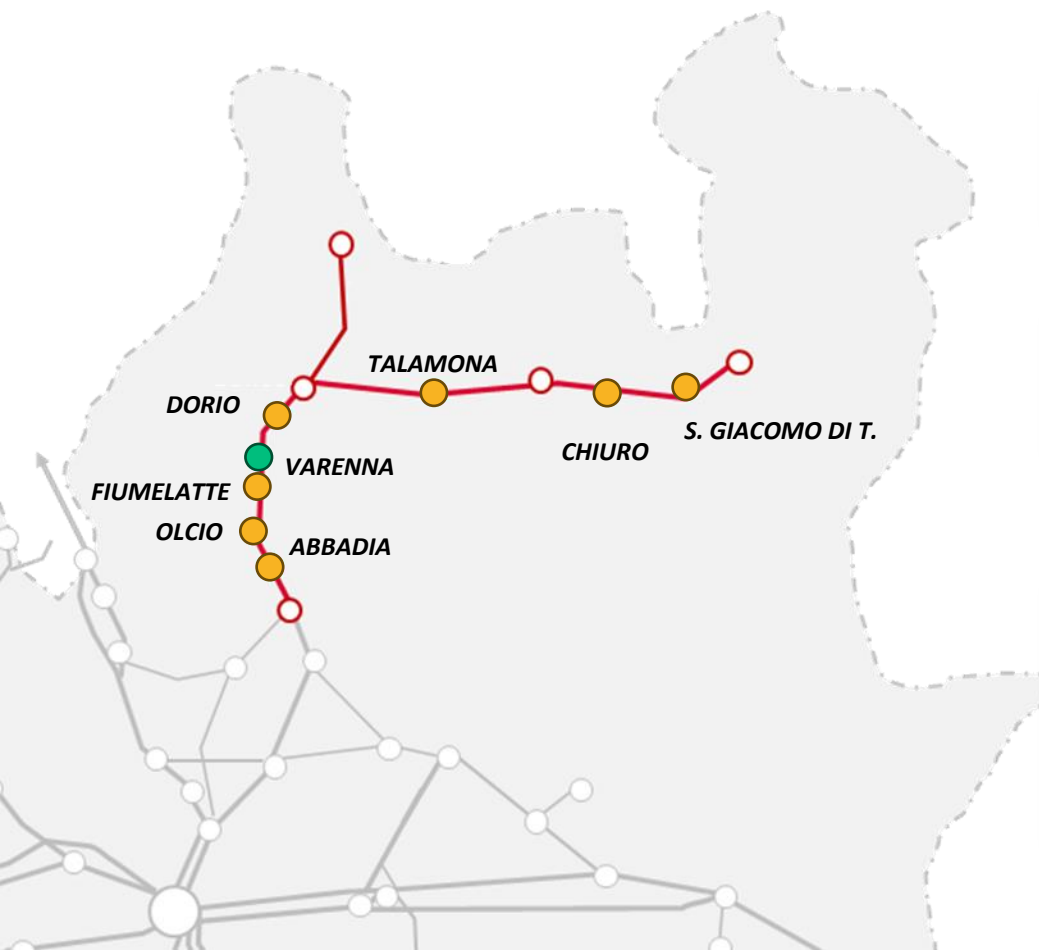 TALAMONA
DORIO
S. GIACOMO DI T.
CHIURO
VARENNA
FIUMELATTE
OLCIO
ABBADIA